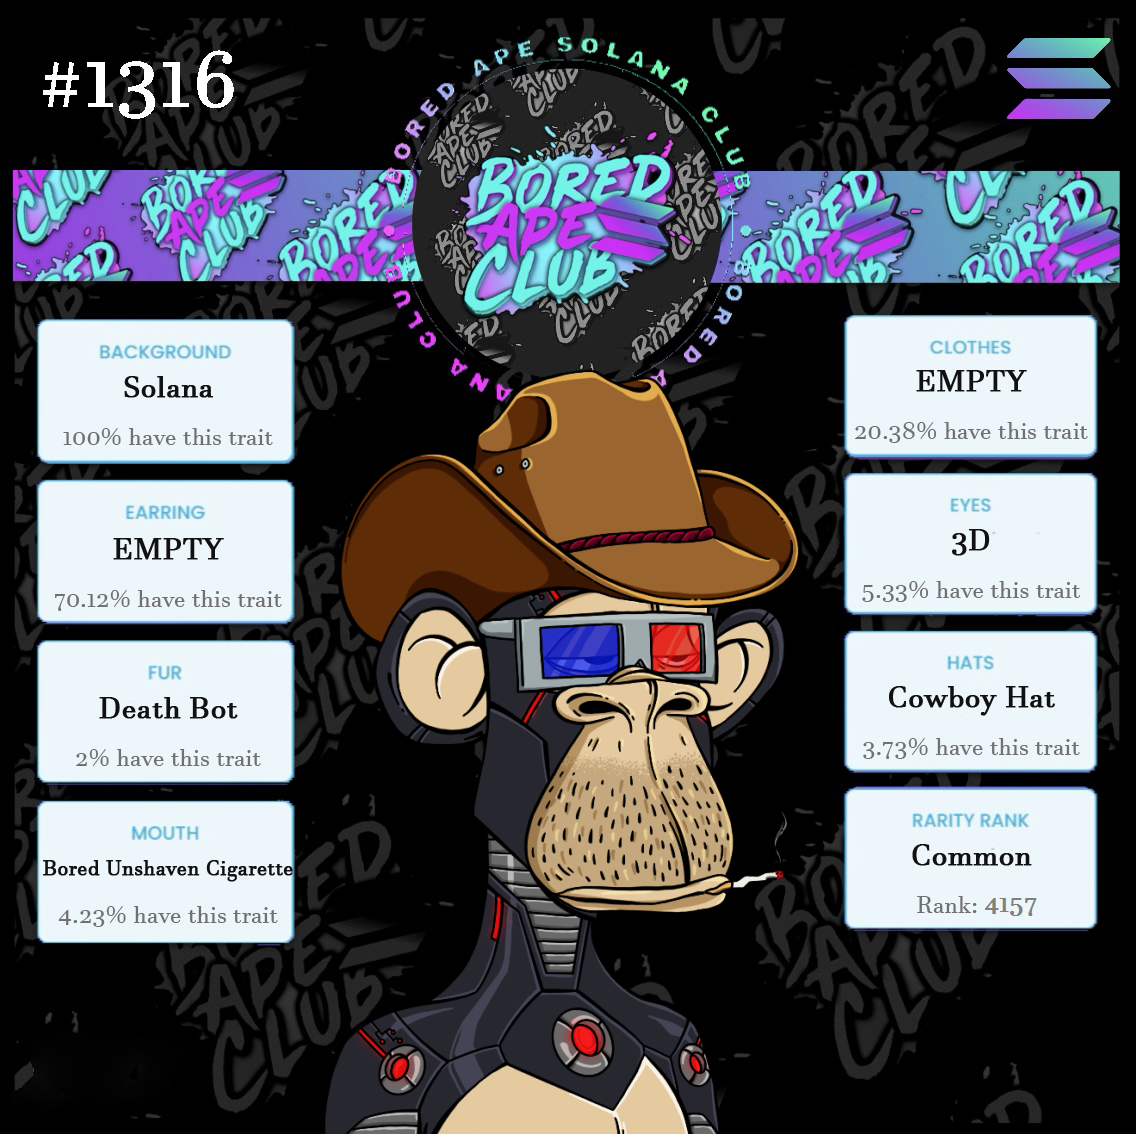 #1316
BORED APE SOLANA CLUB
BORED
APE
CLUB
BACKGROUND
Solana
100% have this trait
EARRING
EMPTY
70.12% have this trait
FUR
Death Bot
2% have this trait
MOUTH
Bored Unshaven Cigarette
4.23% have this trait
CLOTHES
EMPTY
20.38% have this trait
EYES
3D
5.33% have this trait
HATS
Cowboy Hat
3.73% have this trait
RARITY RANK
Common
Rank: 4157